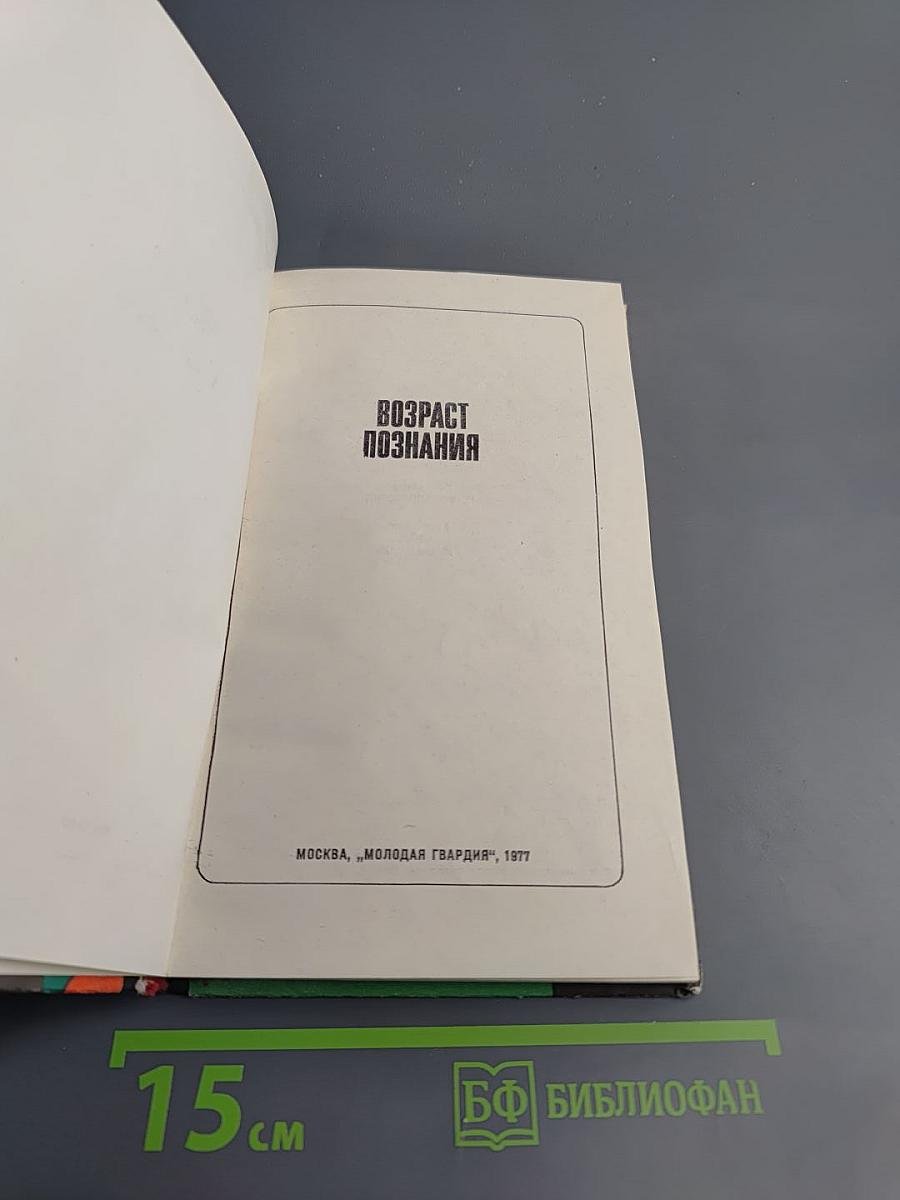 ВОЗРАСТ
ПОЗНАНИЯ
МОСКВА, „МОЛОДАЯ ГВАРДИЯ“, 1977
15 см
БФ БИБЛИОФАН